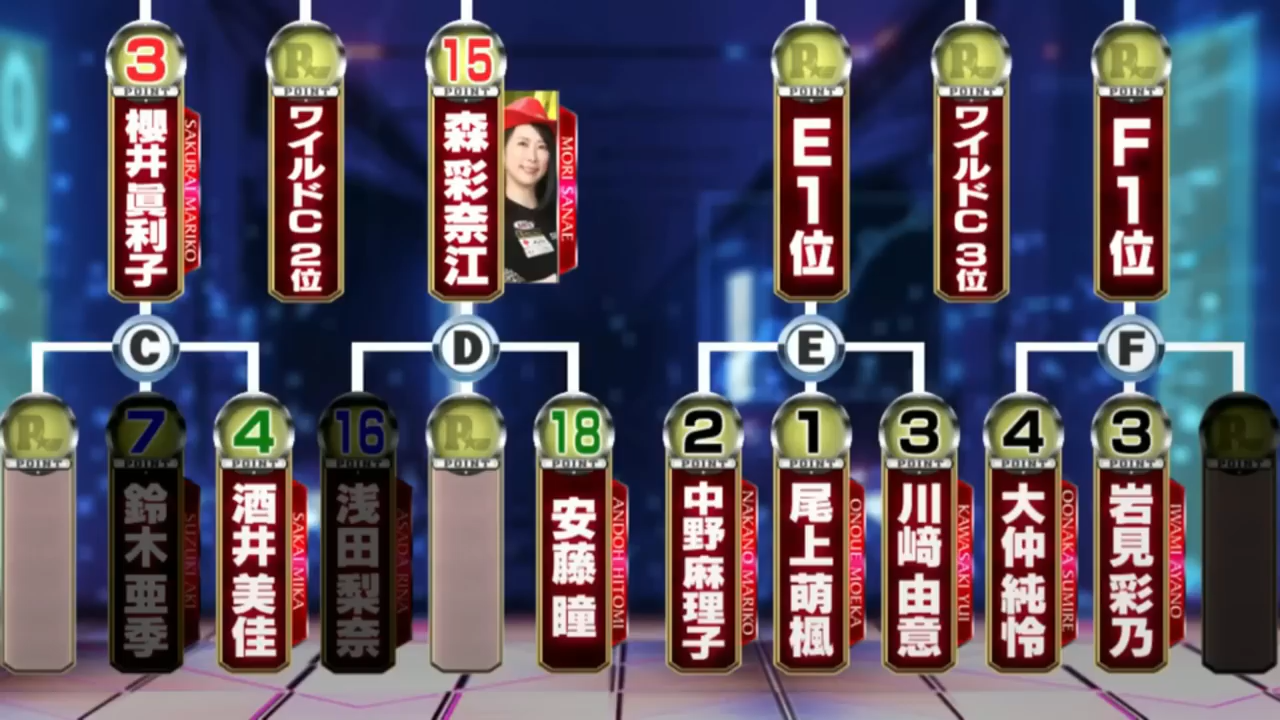 3
POINT
櫻井眞利子
SAKURAI MARIKO
POINT
ワイルドC 2位
15
POINT
森 彩奈江
MORI SANAE
POINT
E1位
POINT
ワイルドC 3位
POINT
F1位
C
D
E
F
POINT
7
POINT
鈴木亜季
SUZUKI AKI
4
POINT
酒井美佳
SAKAI MIKA
16
POINT
浅田梨奈
ASADA RINA
POINT
18
POINT
安藤 瞳
ANDOH HITOMI
2
POINT
中野麻理子
NAKANO MARIKO
1
POINT
尾上萌楓
ONOUE MOEKA
3
POINT
川﨑由意
KAWASAKI YUI
4
POINT
大仲純怜
OONAKA SUMIRE
3
POINT
岩見彩乃
IWAMI AYANO
POINT